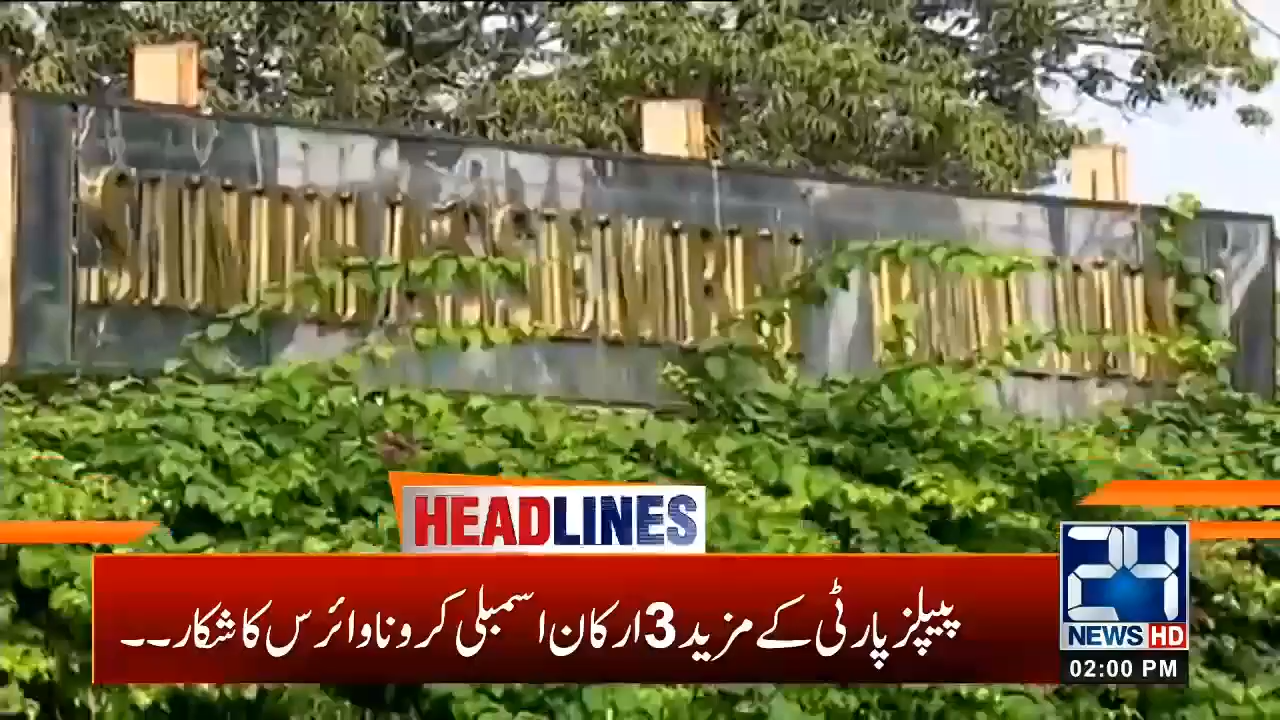 HEADLINES
پیپلز پارٹی کے مزید 3 ارکان اسمبلی کرونا وائرس کا شکار۔۔
24
NEWS HD
02:00 PM